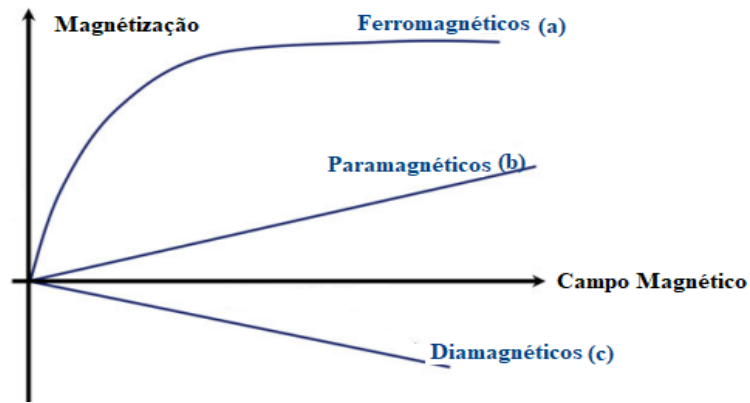 Magnétização
Ferromagnéticos (a)
Paramagnéticos (b)
Campo Magnético
Diamagnéticos (c)